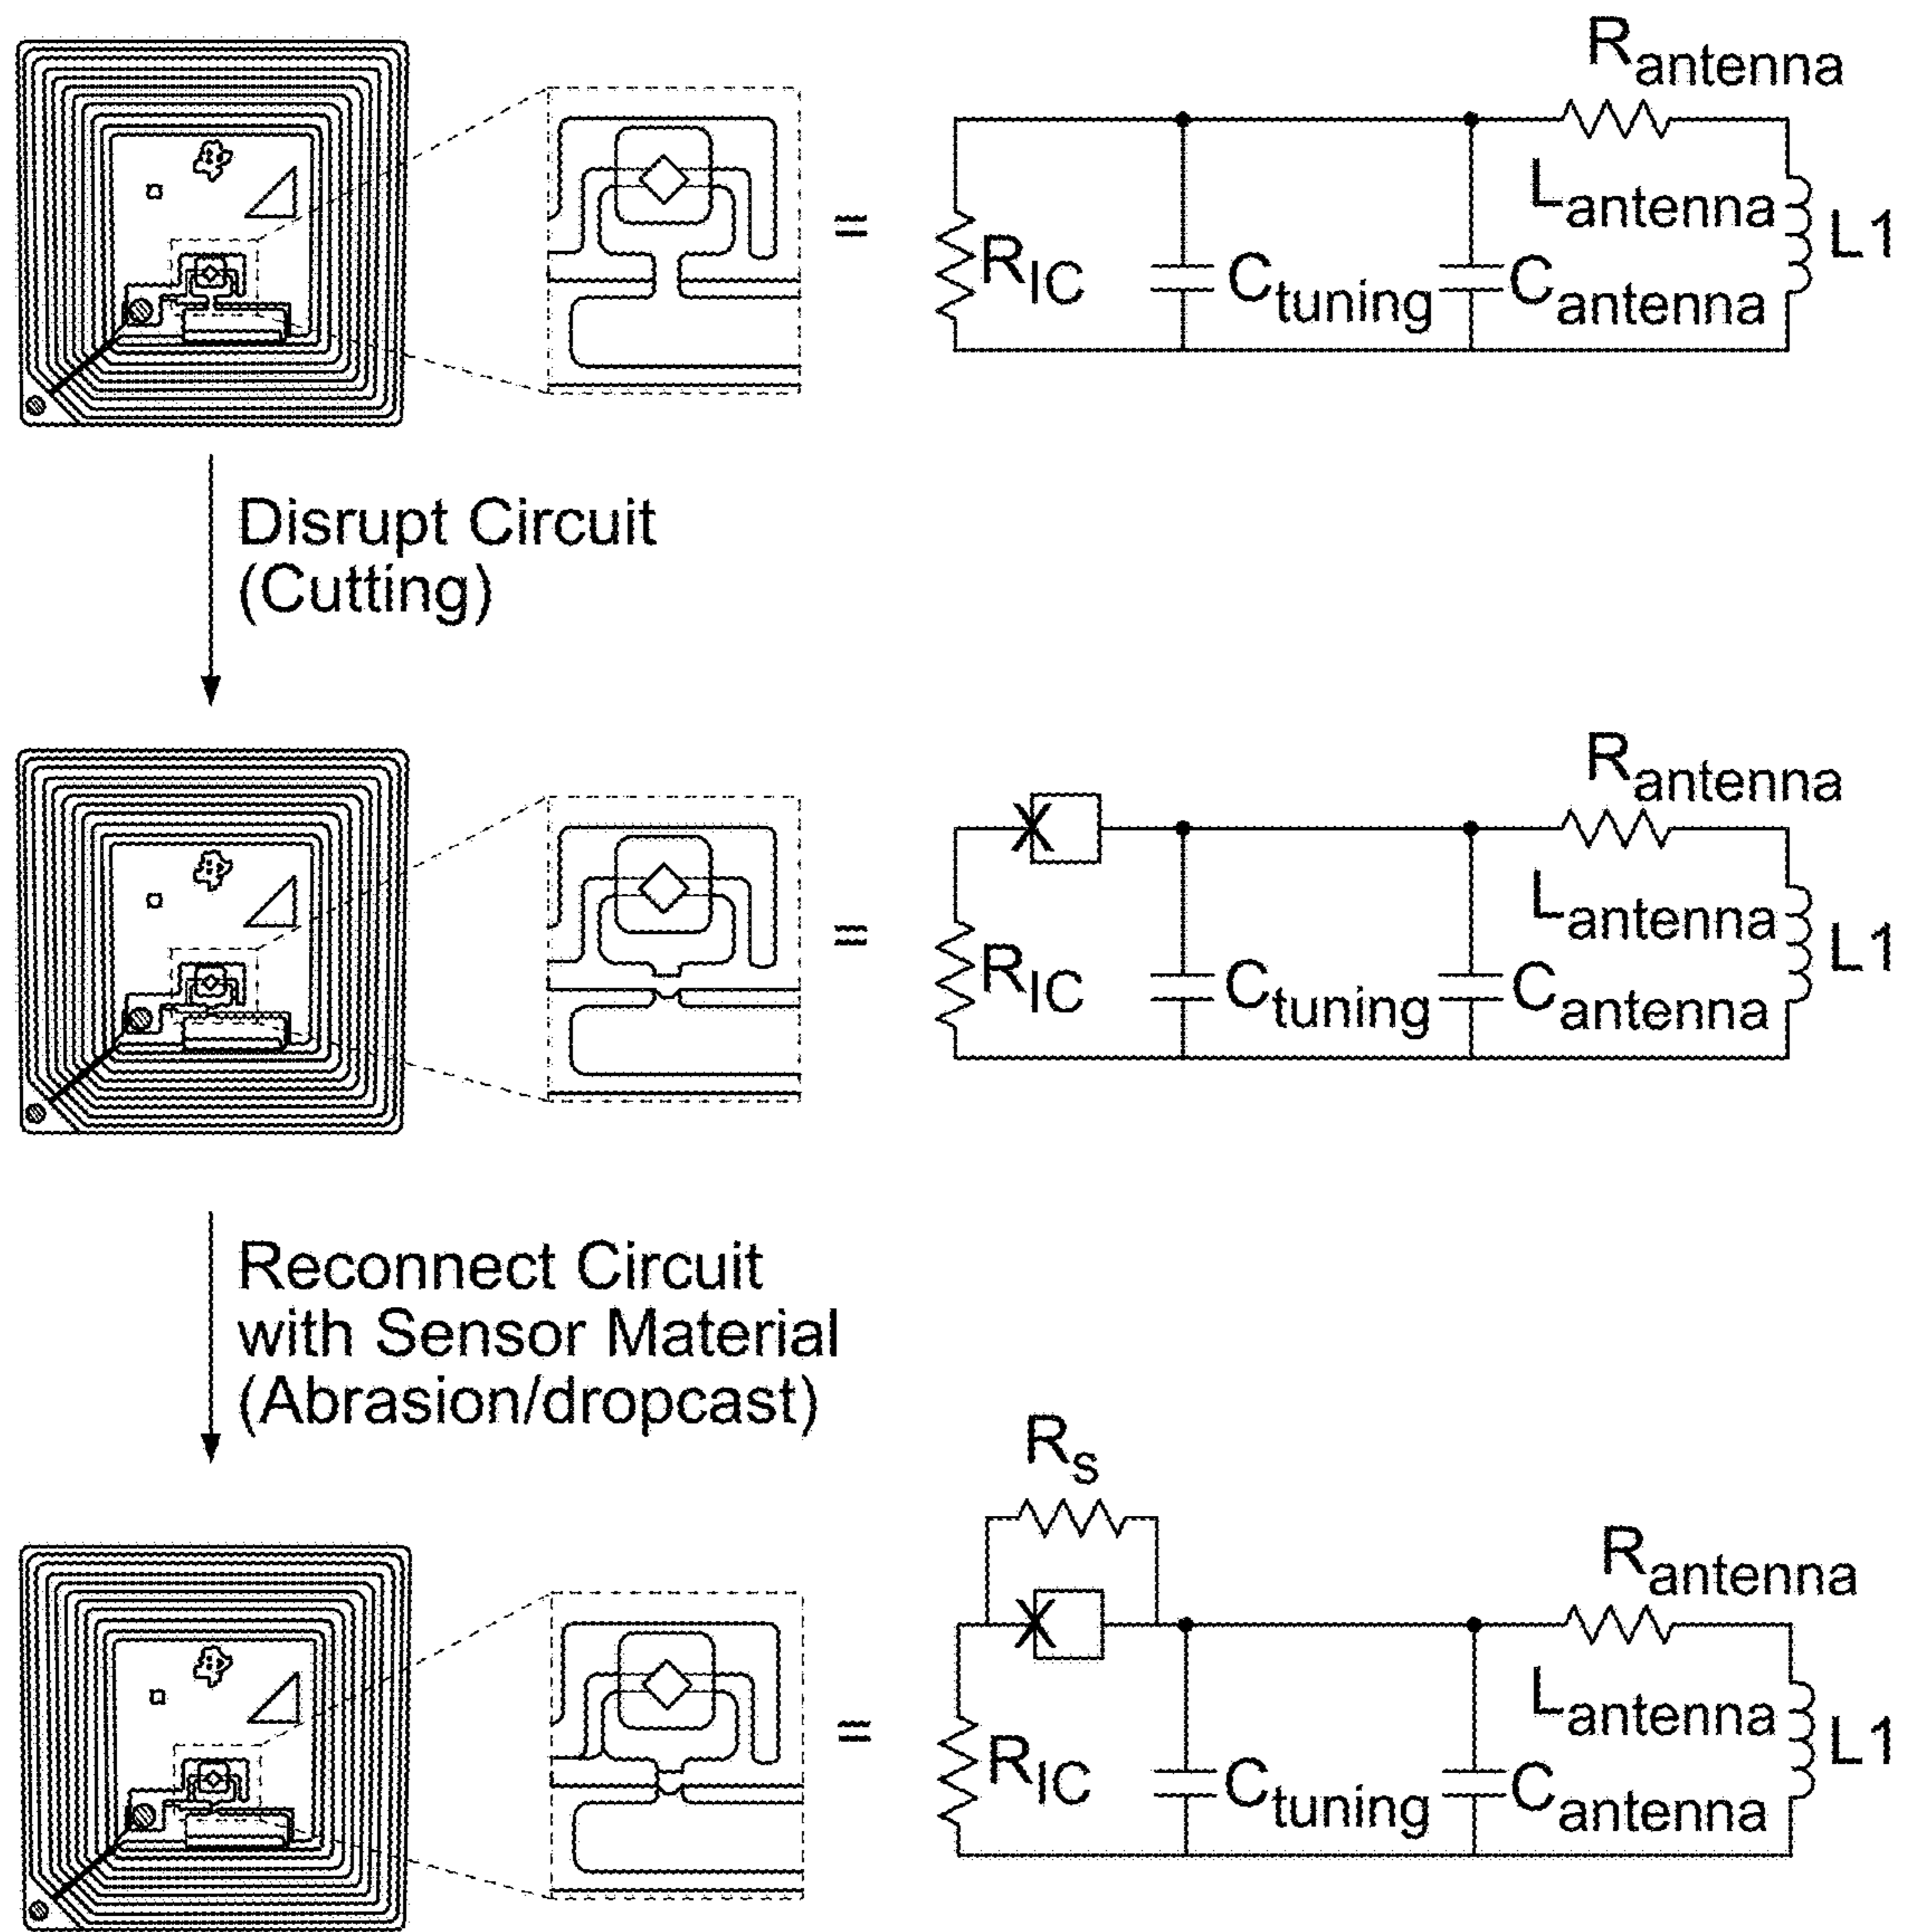 R_antenna
L_antenna
L1
R_IC
C_tuning
C_antenna
=
Disrupt Circuit
(Cutting)
R_antenna
X
L_antenna
L1
R_IC
C_tuning
C_antenna
=
Reconnect Circuit
with Sensor Material
(Abrasion/dropcast)
R_s
R_antenna
X
L_antenna
L1
R_IC
C_tuning
C_antenna
=